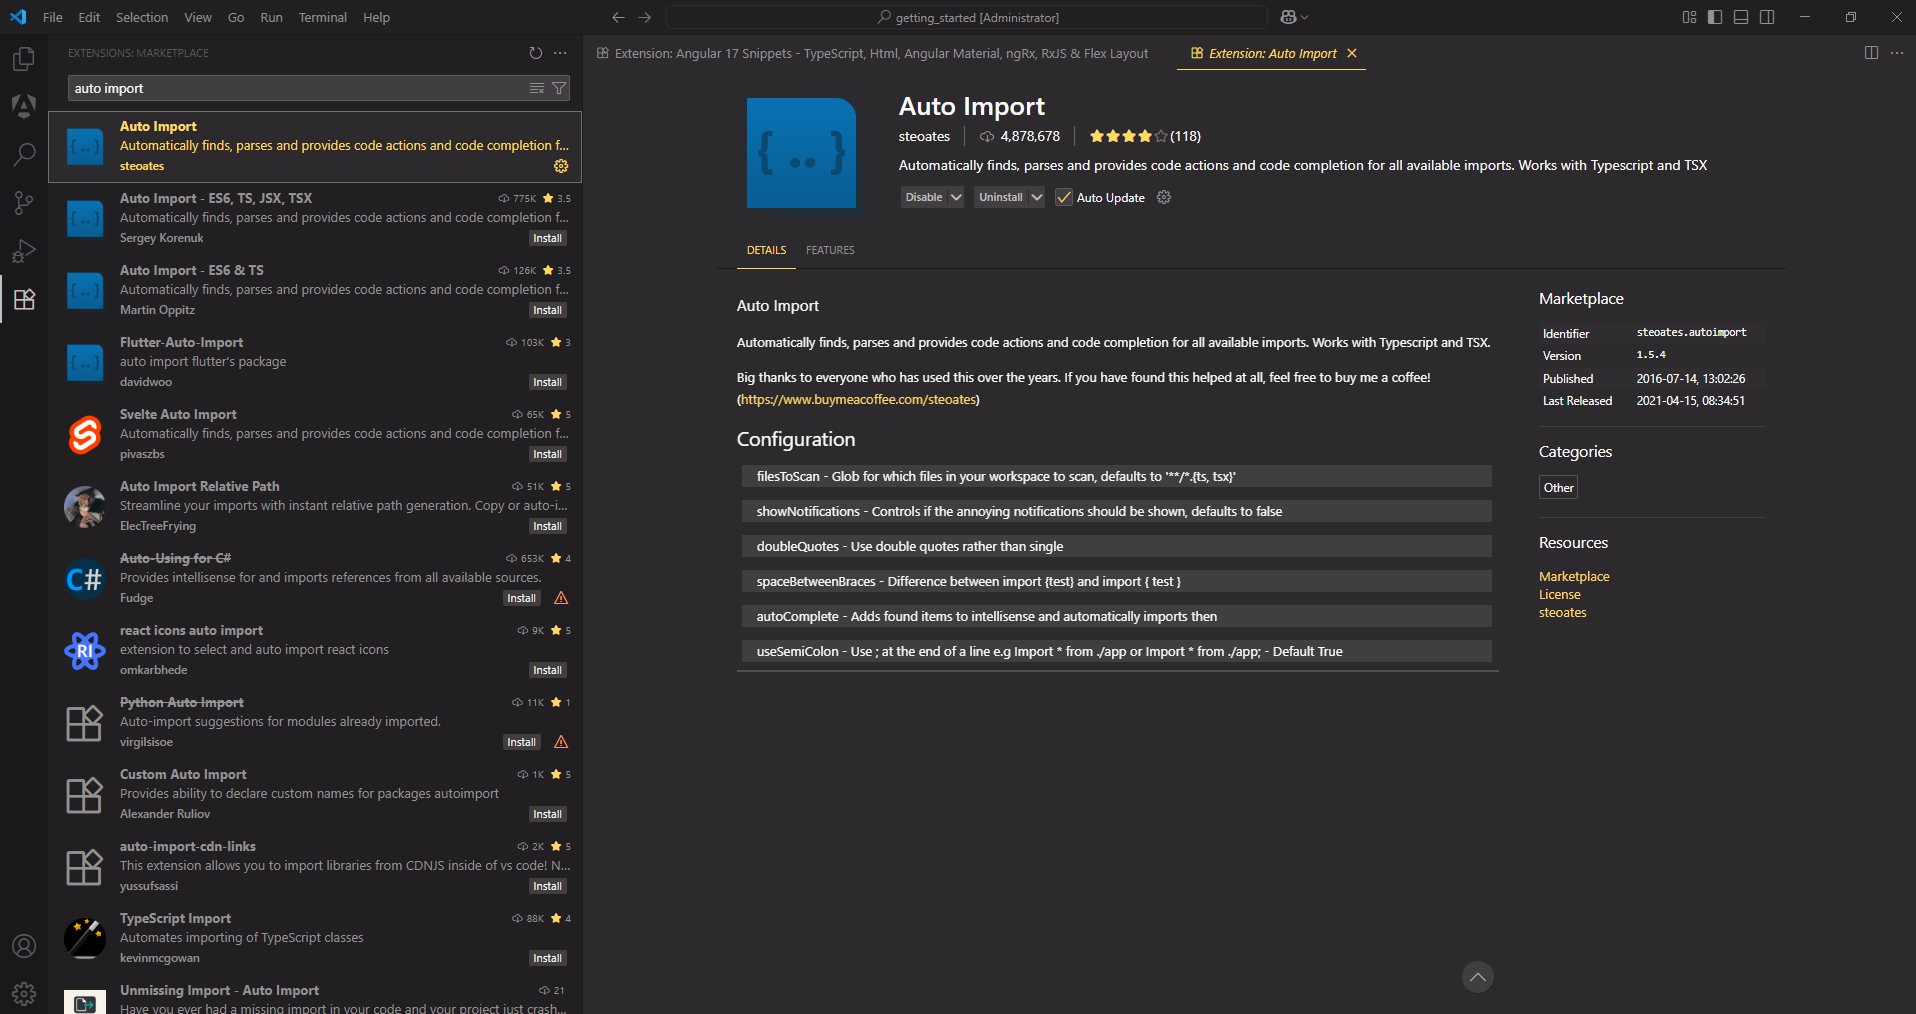 File Edit Selection View Go Run Terminal Help
getting_started [Administrator]
EXTENSIONS: MARKETPLACE
auto import
Auto Import
Automatically finds, parses and provides code actions and code completion f...
steoates
Auto Import - ES6, TS, JSX, TSX 775K 3.5
Automatically finds, parses and provides code actions and code completion f...
Sergey Korenuk Install
Auto Import - ES6 & TS 126K 3.5
Automatically finds, parses and provides code actions and code completion f...
Martin Oppitz Install
Flutter-Auto-Import 103K 3
auto import flutter's package
davidwoo Install
Svelte Auto Import 65K 5
Automatically finds, parses and provides code actions and code completion f...
pivaszbs Install
Auto Import Relative Path 51K 5
Streamline your imports with instant relative path generation. Copy or auto-i...
ElecTreeFrying Install
C#
Auto-Using for C# 653K 4
Provides intellisense for and imports references from all available sources.
Fudge Install
RI
react icons auto import 9K 5
extension to select and auto import react icons
omkarbhede Install
Python Auto Import 11K 1
Auto-import suggestions for modules already imported.
virgilsisoe Install
Custom Auto Import 1K 5
Provides ability to declare custom names for packages autoimport
Alexander Ruliov Install
auto-import-cdn-links 2K 5
This extension allows you to import libraries from CDNJS inside of vs code! N...
yussufsassi Install
TypeScript Import 88K 4
Automates importing of TypeScript classes
kevinmcgowan Install
Unmissing Import - Auto Import 21
Have you ever had a missing import in your code and your project just crash...
Extension: Angular 17 Snippets - TypeScript, Html, Angular Material, ngRx, RxJS & Flex Layout
Extension: Auto Import
{..}
Auto Import
steoates 4,878,678 (118)
Automatically finds, parses and provides code actions and code completion for all available imports. Works with Typescript and TSX
Disable Uninstall Auto Update
DETAILS FEATURES
Auto Import
Automatically finds, parses and provides code actions and code completion for all available imports. Works with Typescript and TSX.
Big thanks to everyone who has used this over the years. If you have found this helped at all, feel free to buy me a coffee!
(https://www.buymeacoffee.com/steoates)
Configuration
filesToScan - Glob for which files in your workspace to scan, defaults to '**/*.{ts, tsx}'
showNotifications - Controls if the annoying notifications should be shown, defaults to false
doubleQuotes - Use double quotes rather than single
spaceBetweenBraces - Difference between import {test} and import { test }
autoComplete - Adds found items to intellisense and automatically imports then
useSemiColon - Use ; at the end of a line e.g Import * from ./app or Import * from ./app; - Default True
Marketplace
Identifier steoates.autoimport
Version 1.5.4
Published 2016-07-14, 13:02:26
Last Released 2021-04-15, 08:34:51
Categories
Other
Resources
Marketplace
License
steoates